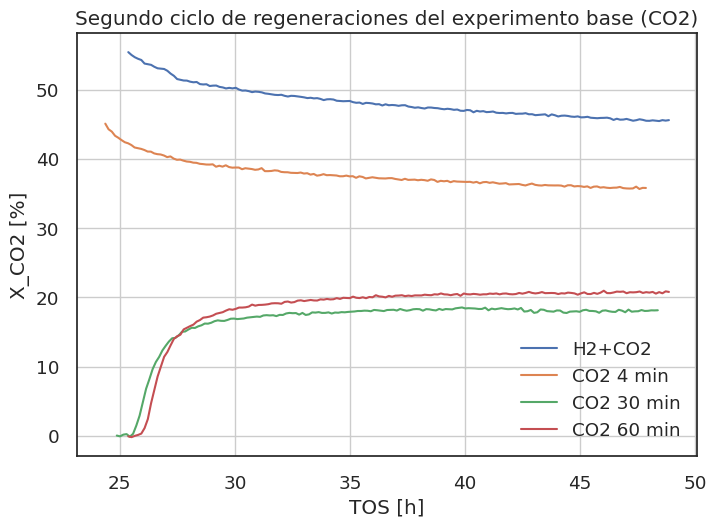 Segundo ciclo de regeneraciones del experimento base (CO2)
X_CO2 [%]
50
40
30
20
10
0
H2+CO2
CO2 4 min
CO2 30 min
CO2 60 min
25 30 35 40 45 50
TOS [h]